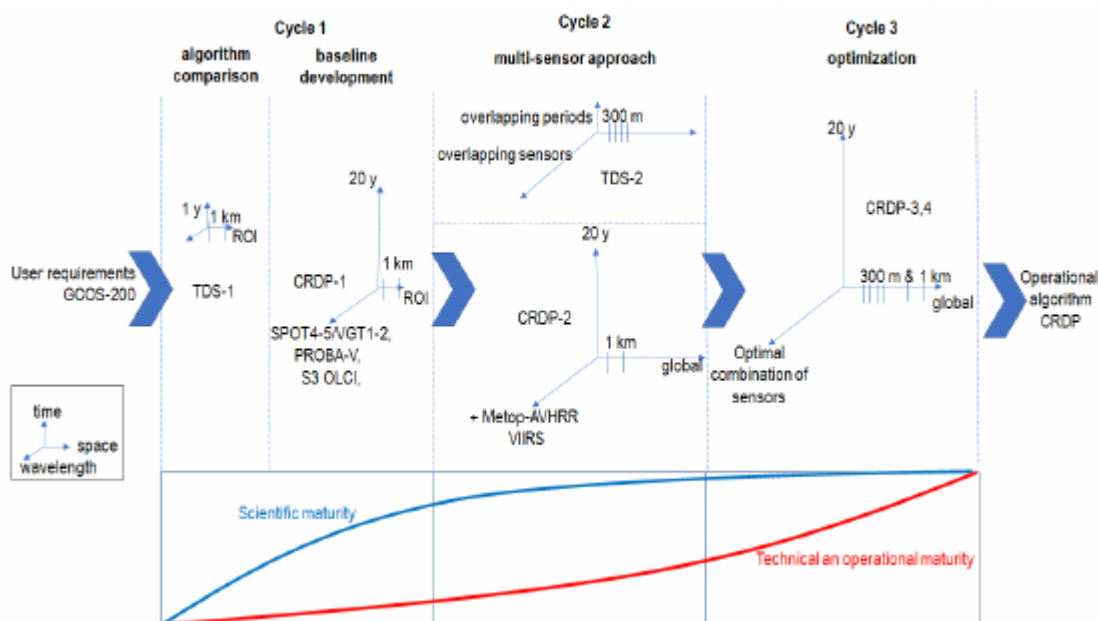 Cycle 1
Cycle 2
Cycle 3
algorithm
comparison
baseline
development
multi-sensor approach
optimization
User requirements
GCOS-200
1 y
1 km
ROI
TDS-1
20 y
CRDP-1
1 km
ROI
SPOT4-5/VGT1-2,
PROBA-V,
S3 OLCI,
overlapping periods
300 m
overlapping sensors
TDS-2
20 y
CRDP-2
1 km
global
+ Metop-AVHRR
VIIRS
20 y
CRDP-3,4
300 m & 1 km
global
Optimal
combination of
sensors
Operational
algorithm
CRDP
time
space
wavelength
Scientific maturity
Technical an operational maturity